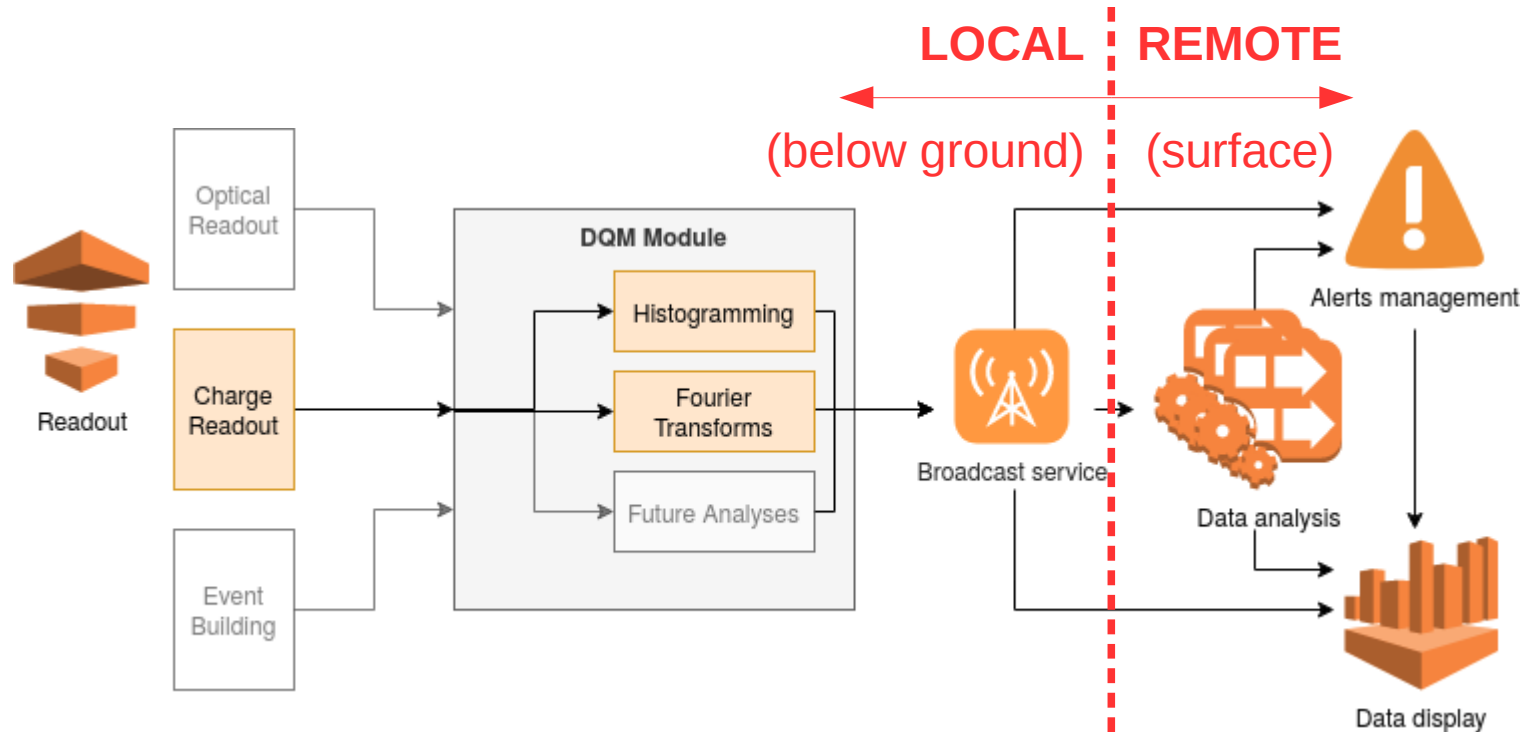 LOCAL
REMOTE
(below ground)
(surface)
Optical
Readout
DQM Module
Histogramming
Alerts management
Charge
Readout
Fourier
Transforms
Readout
Broadcast service
Future Analyses
Data analysis
Event
Building
Data display